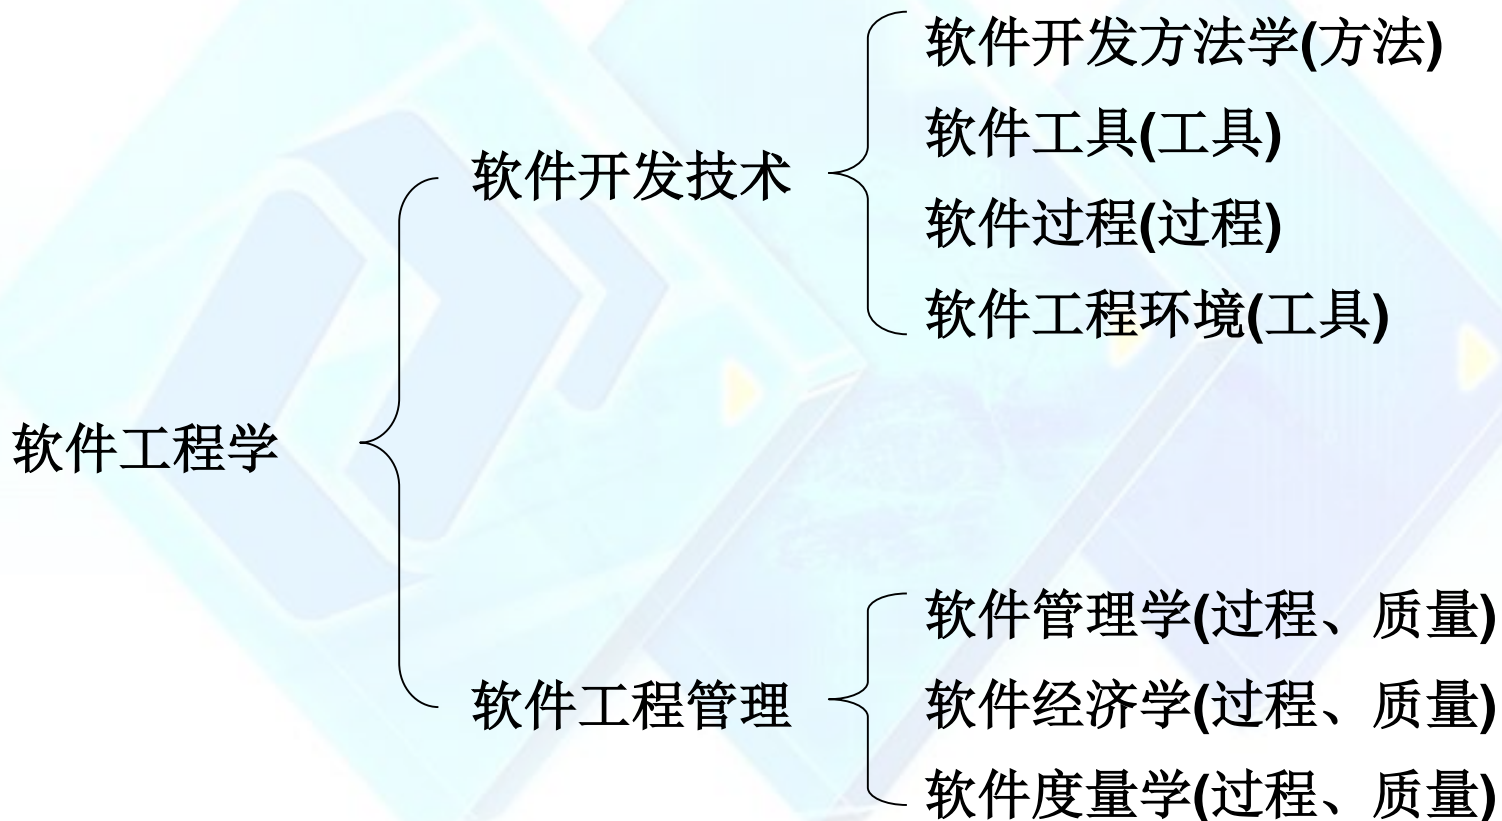 软件开发方法学(方法)
软件工具(工具)
软件开发技术
软件过程(过程)
软件工程环境(工具)
软件工程学
软件管理学(过程、质量)
软件工程管理
软件经济学(过程、质量)
软件度量学(过程、质量)